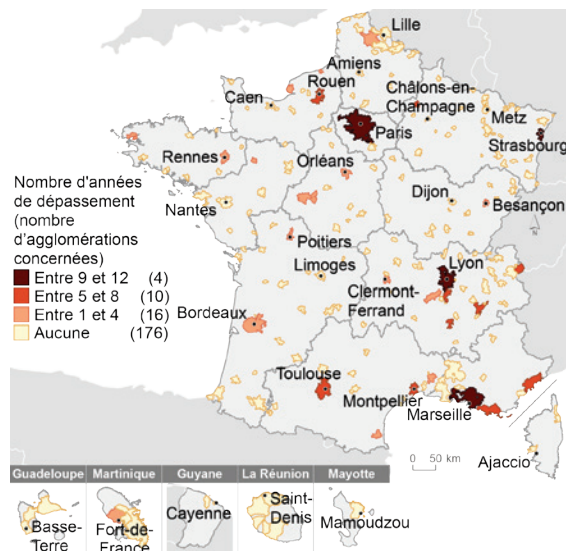 Lille
Amiens
Rouen
Châlons-en-
Champagne
Caen
Metz
Paris
Strasbourg
Rennes
Orléans
Nombre d'années
de dépassement
(nombre
d'agglomérations
concernées)
Entre 9 et 12 (4)
Entre 5 et 8 (10)
Entre 1 et 4 (16)
Aucune (176)
Nantes
Dijon
Besançon
N
Poitiers
Limoges
Lyon
Clermont-
Ferrand
Bordeaux
Toulouse
Montpellier
Marseille
0 50 km
Ajaccio
Guadeloupe
Martinique
Guyane
La Réunion
Mayotte
Basse-
Terre
Fort-de-
France
Cayenne
Saint-
Denis
Mamoudzou